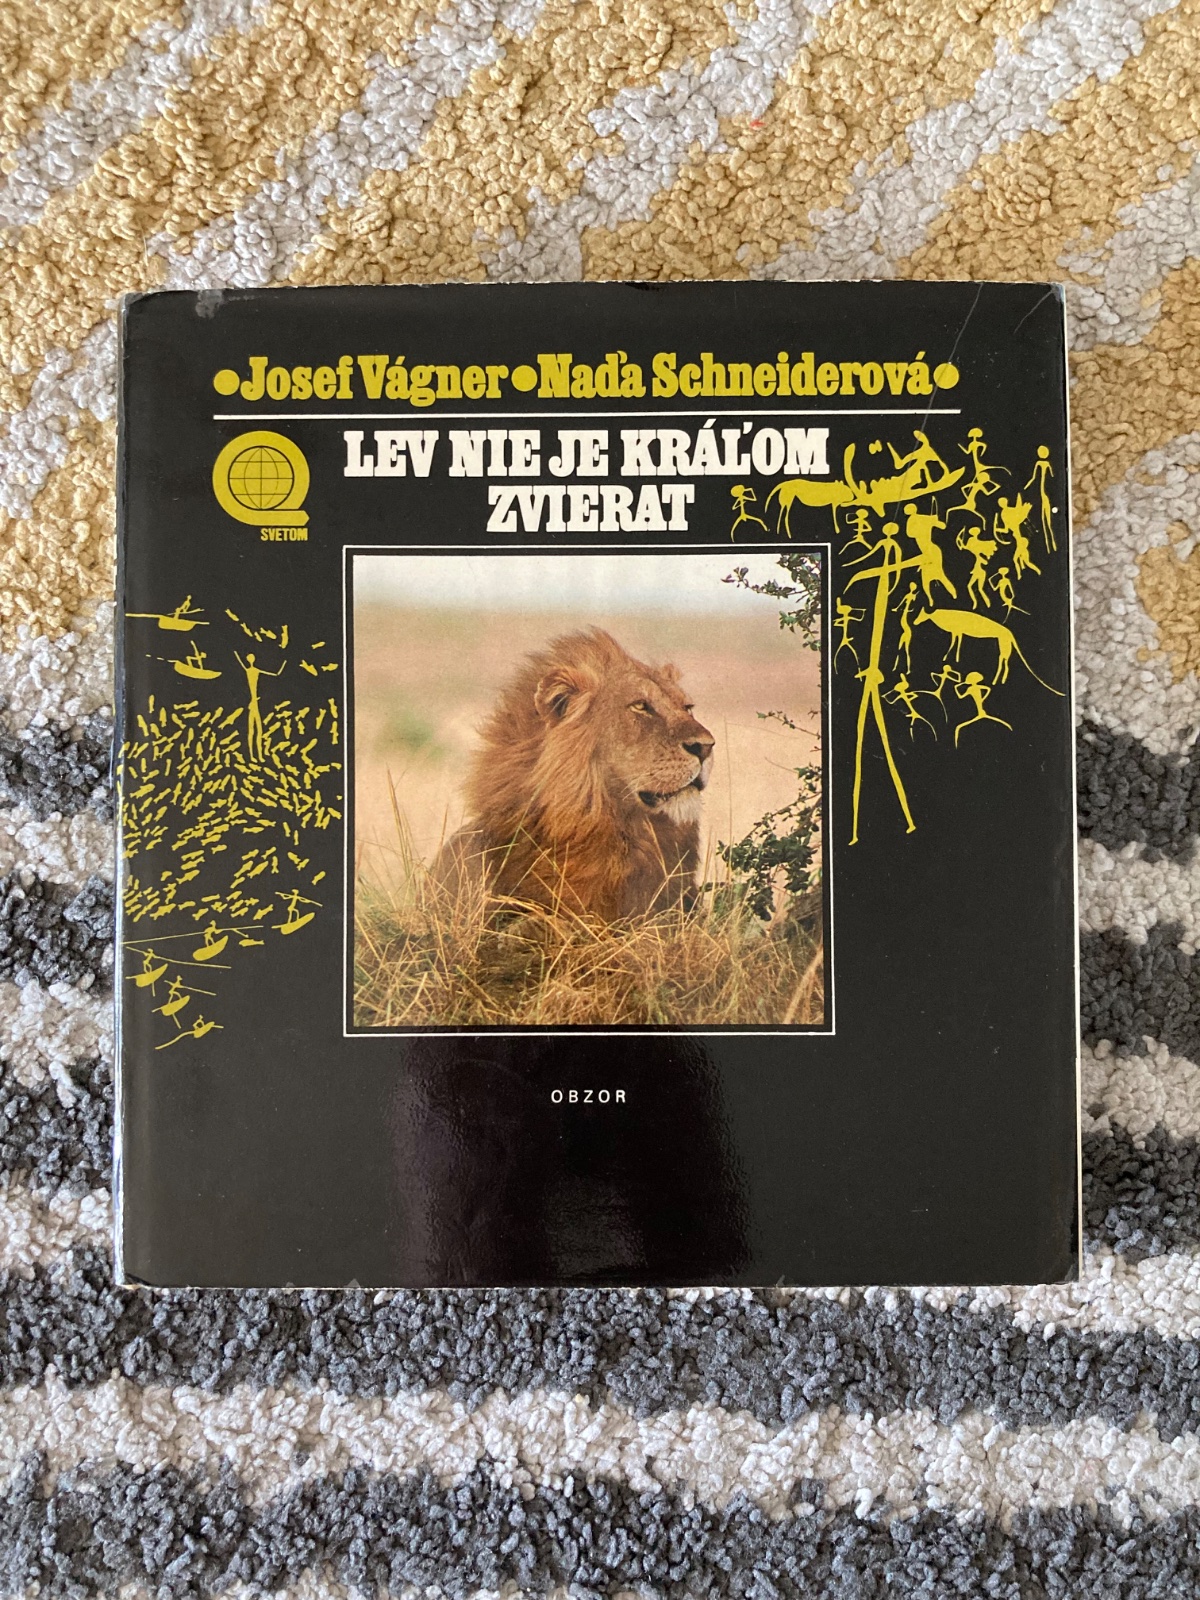 •Josef Vágner•Naďa Schneiderová•
LEV NIE JE KRÁĽOM
ZVIERAT
SVETOM
OBZOR